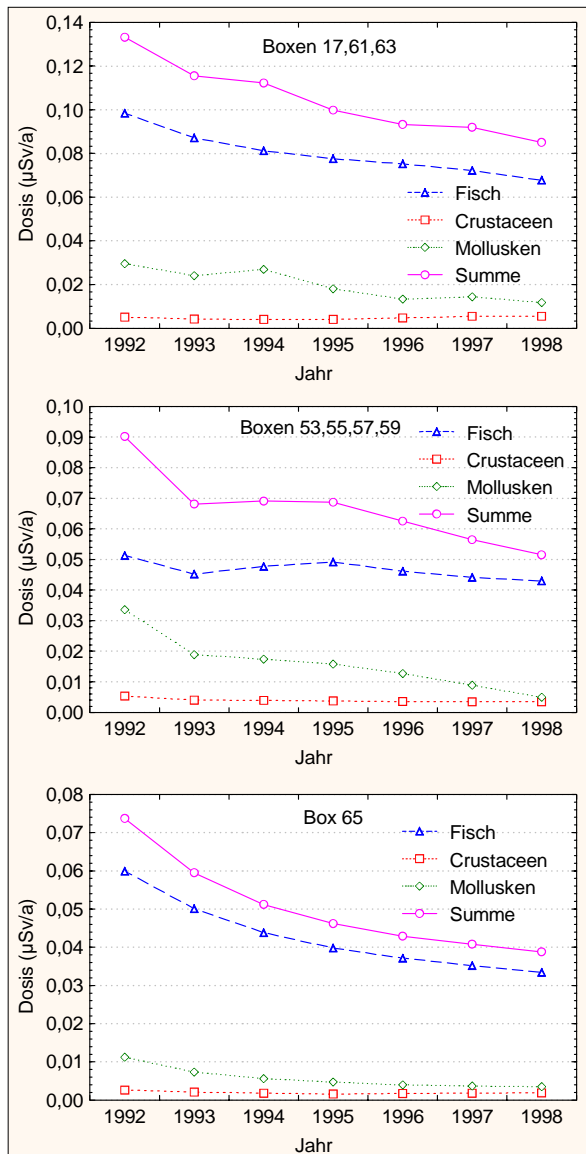 0,14
Boxen 17,61,63
0,12
0,10
0,08
0,06
0,04
0,02
0,00
Dosis (µSv/a)
Fisch
Crustaceen
Mollusken
Summe
1992 1993 1994 1995 1996 1997 1998
Jahr
0,10
Boxen 53,55,57,59
0,09
0,08
0,07
0,06
0,05
0,04
0,03
0,02
0,01
0,00
Dosis (µSv/a)
Fisch
Crustaceen
Mollusken
Summe
1992 1993 1994 1995 1996 1997 1998
Jahr
0,08
Box 65
0,07
0,06
0,05
0,04
0,03
0,02
0,01
0,00
Dosis (µSv/a)
Fisch
Crustaceen
Mollusken
Summe
1992 1993 1994 1995 1996 1997 1998
Jahr